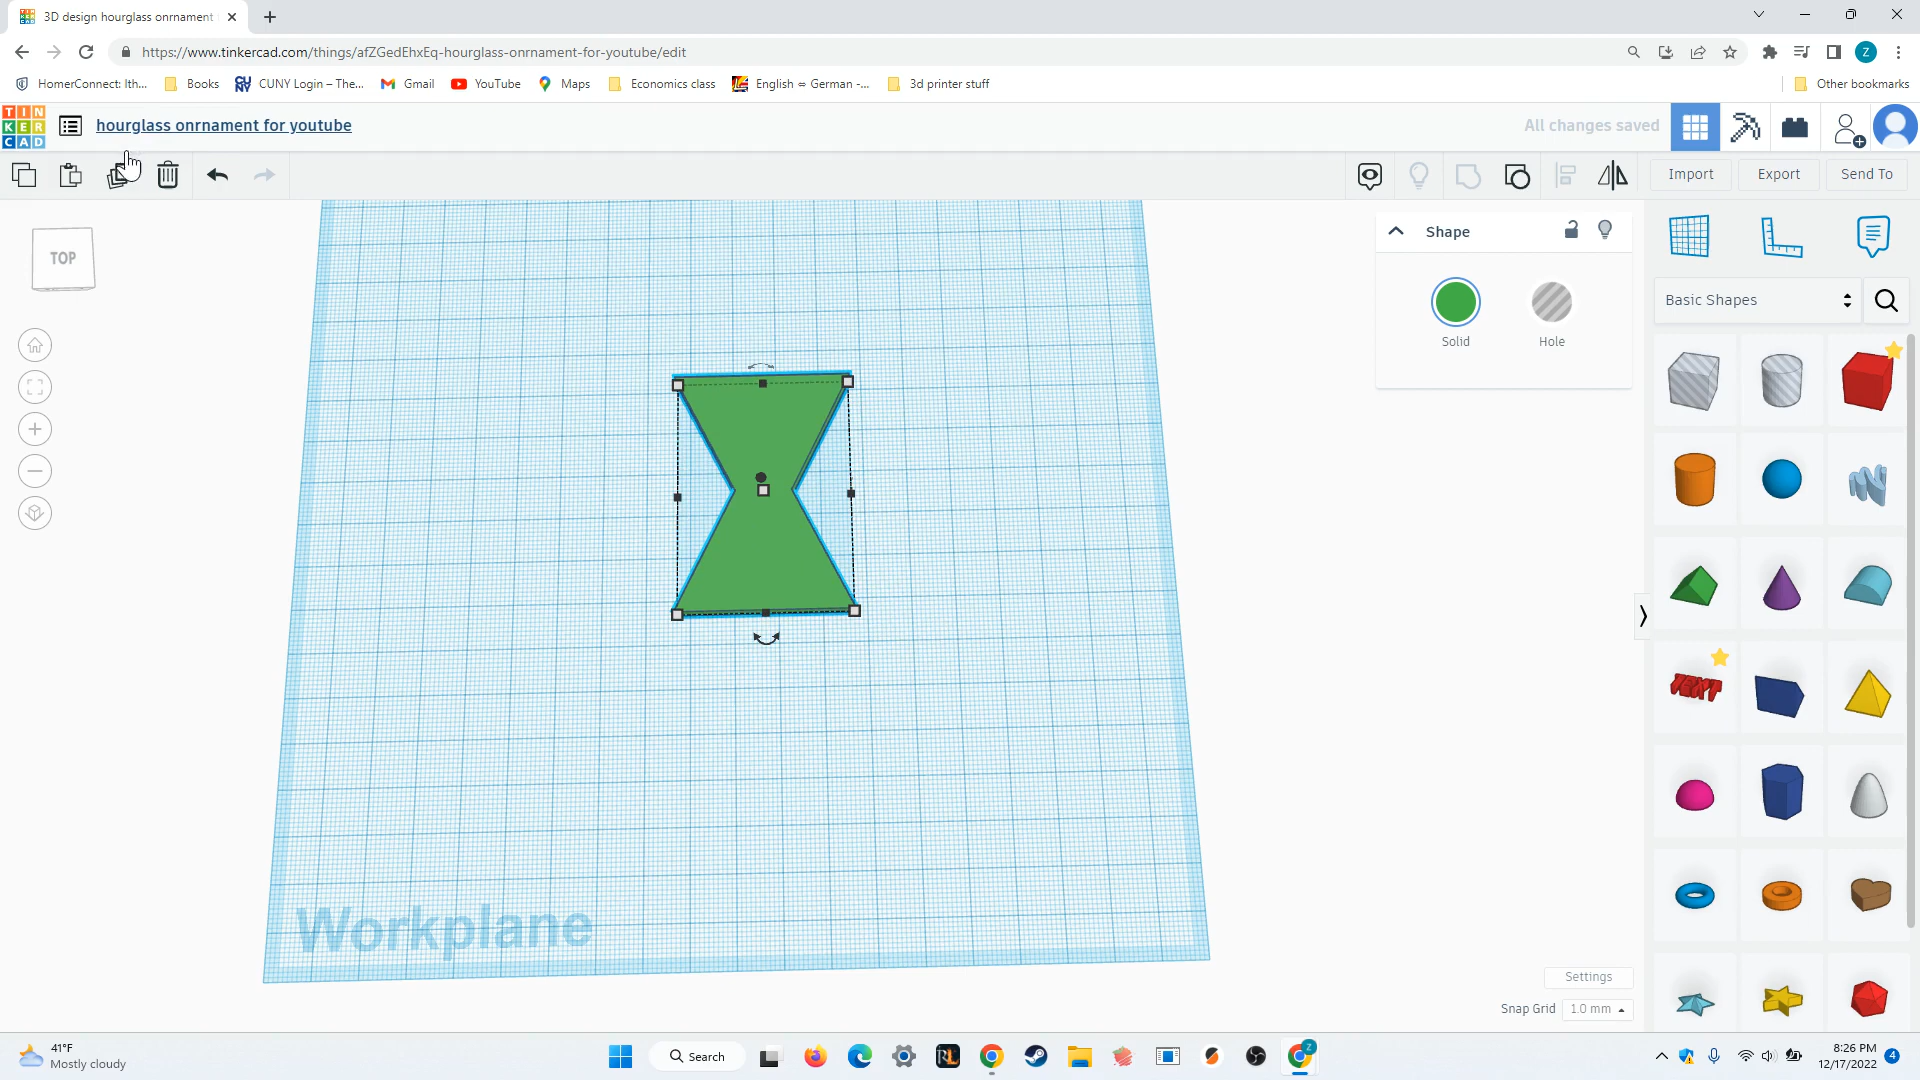 3D design hourglass onrnament
https://www.tinkercad.com/things/afZGedEhxEq-hourglass-onrnament-for-youtube/edit
Z
HomerConnect: Ith...
Books
CUNY Login – The...
Gmail
YouTube
Maps
Economics class
English ⇔ German -...
3d printer stuff
Other bookmarks
TIN
KER
CAD
hourglass onrnament for youtube
All changes saved
Import
Export
Send To
TOP
Shape
Solid
Hole
Basic Shapes
TEXT
Workplane
Settings
Snap Grid
1.0 mm
41°F
Mostly cloudy
Search
RL
Z
8:26 PM
12/17/2022
4